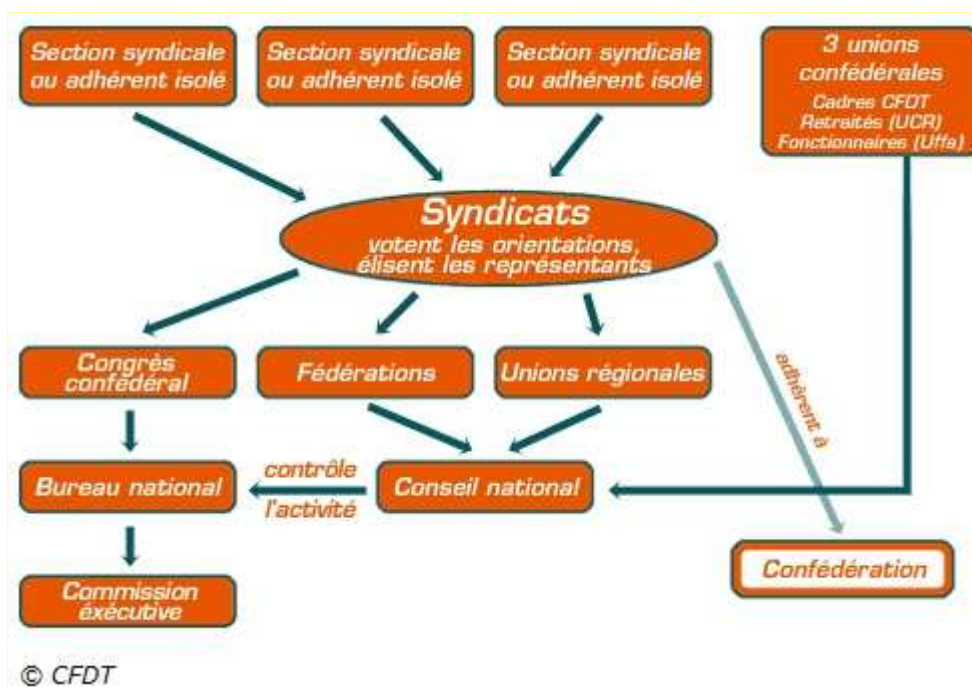 Section syndicale
ou adhérent isolé
Section syndicale
ou adhérent isolé
Section syndicale
ou adhérent isolé
3 unions
confédérales
Cadres CFDT
Retraités (UCR)
Fonctionnaires (Uffa)
Syndicats
votent les orientations,
élisent les représentants
Congrès
confédéral
Fédérations
Unions régionales
adhérent à
Bureau national
contrôle
l'activité
Conseil national
Confédération
Commission
éxécutive
© CFDT